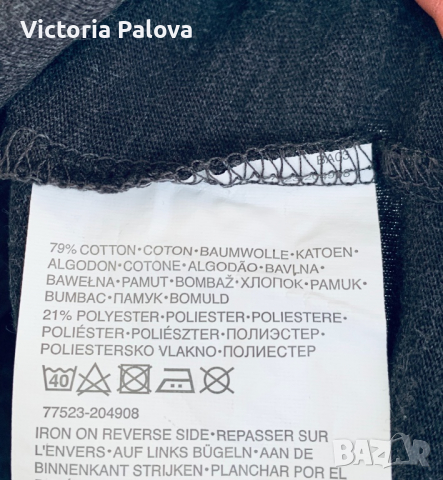 Victoria Palova
79% COTTON•COTON•BAUMWOLLE•KATOEN•
ALGODON•COTONE•ALGODÃO•BAVLNA•
BAWEŁNA•PAMUT•BOMBAŽ•ХЛОПОК•PAMUK•
BUMBAC•ПАМУК•BOMULD
21% POLYESTER•POLIESTER•POLIESTERE•
POLIÉSTER•POLIÉSZTER•ПОЛИЭСТЕР•
POLIESTERSKO VLAKNO•ПОЛИЕСТЕР
40
77523-204908
IRON ON REVERSE SIDE•REPASSER SUR
L'ENVERS•AUF LINKS BÜGELN•AAN DE
BINNENKANT STRIJKEN•PLANCHAR POR EL
BAZAR